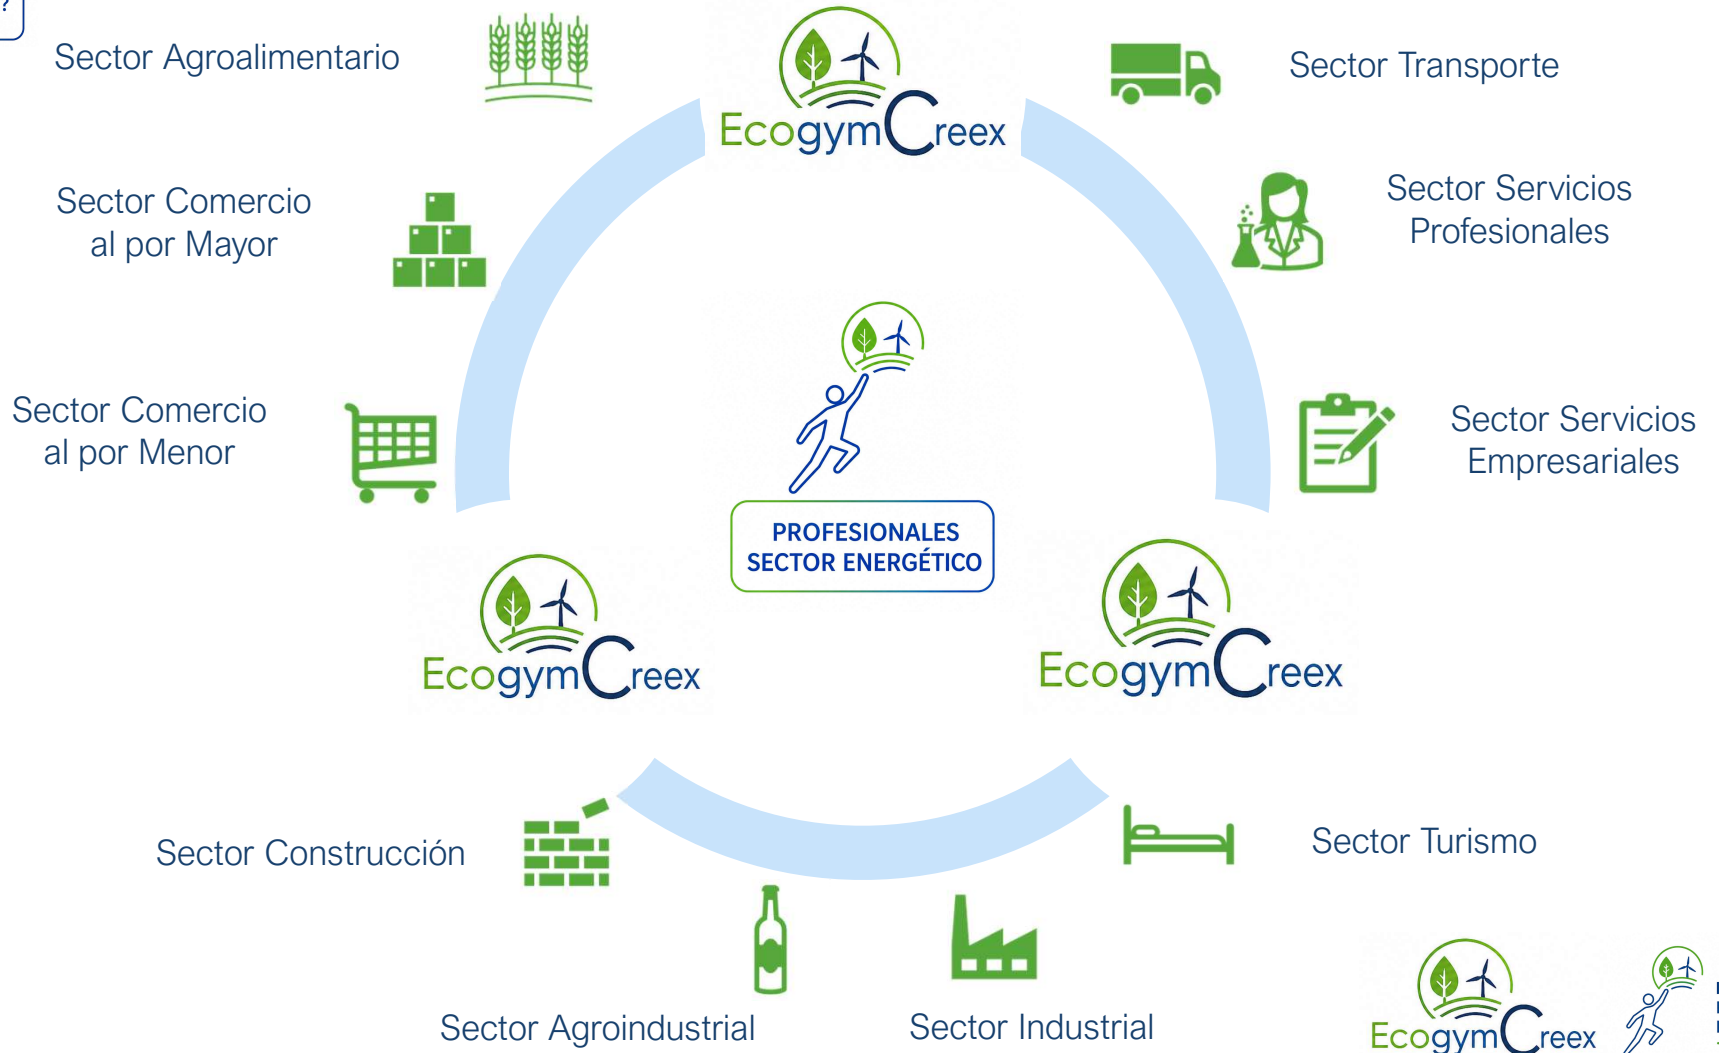 ?
Sector Agroalimentario
EcogymCreex
Sector Transporte
Sector Comercio
al por Mayor
Sector Servicios
Profesionales
Sector Comercio
al por Menor
Sector Servicios
Empresariales
PROFESIONALES
SECTOR ENERGÉTICO
EcogymCreex
EcogymCreex
Sector Construcción
Sector Turismo
Sector Agroindustrial
Sector Industrial
EcogymCreex